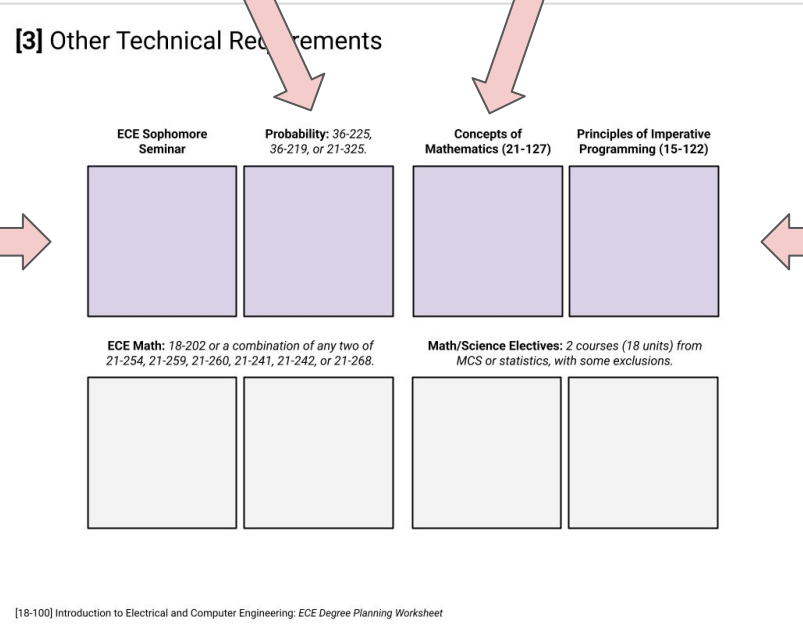 [3] Other Technical Requirements
ECE Sophomore
Seminar
Probability: 36-225,
36-219, or 21-325.
Concepts of
Mathematics (21-127)
Principles of Imperative
Programming (15-122)
ECE Math: 18-202 or a combination of any two of
21-254, 21-259, 21-260, 21-241, 21-242, or 21-268.
Math/Science Electives: 2 courses (18 units) from
MCS or statistics, with some exclusions.
[18-100] Introduction to Electrical and Computer Engineering: ECE Degree Planning Worksheet